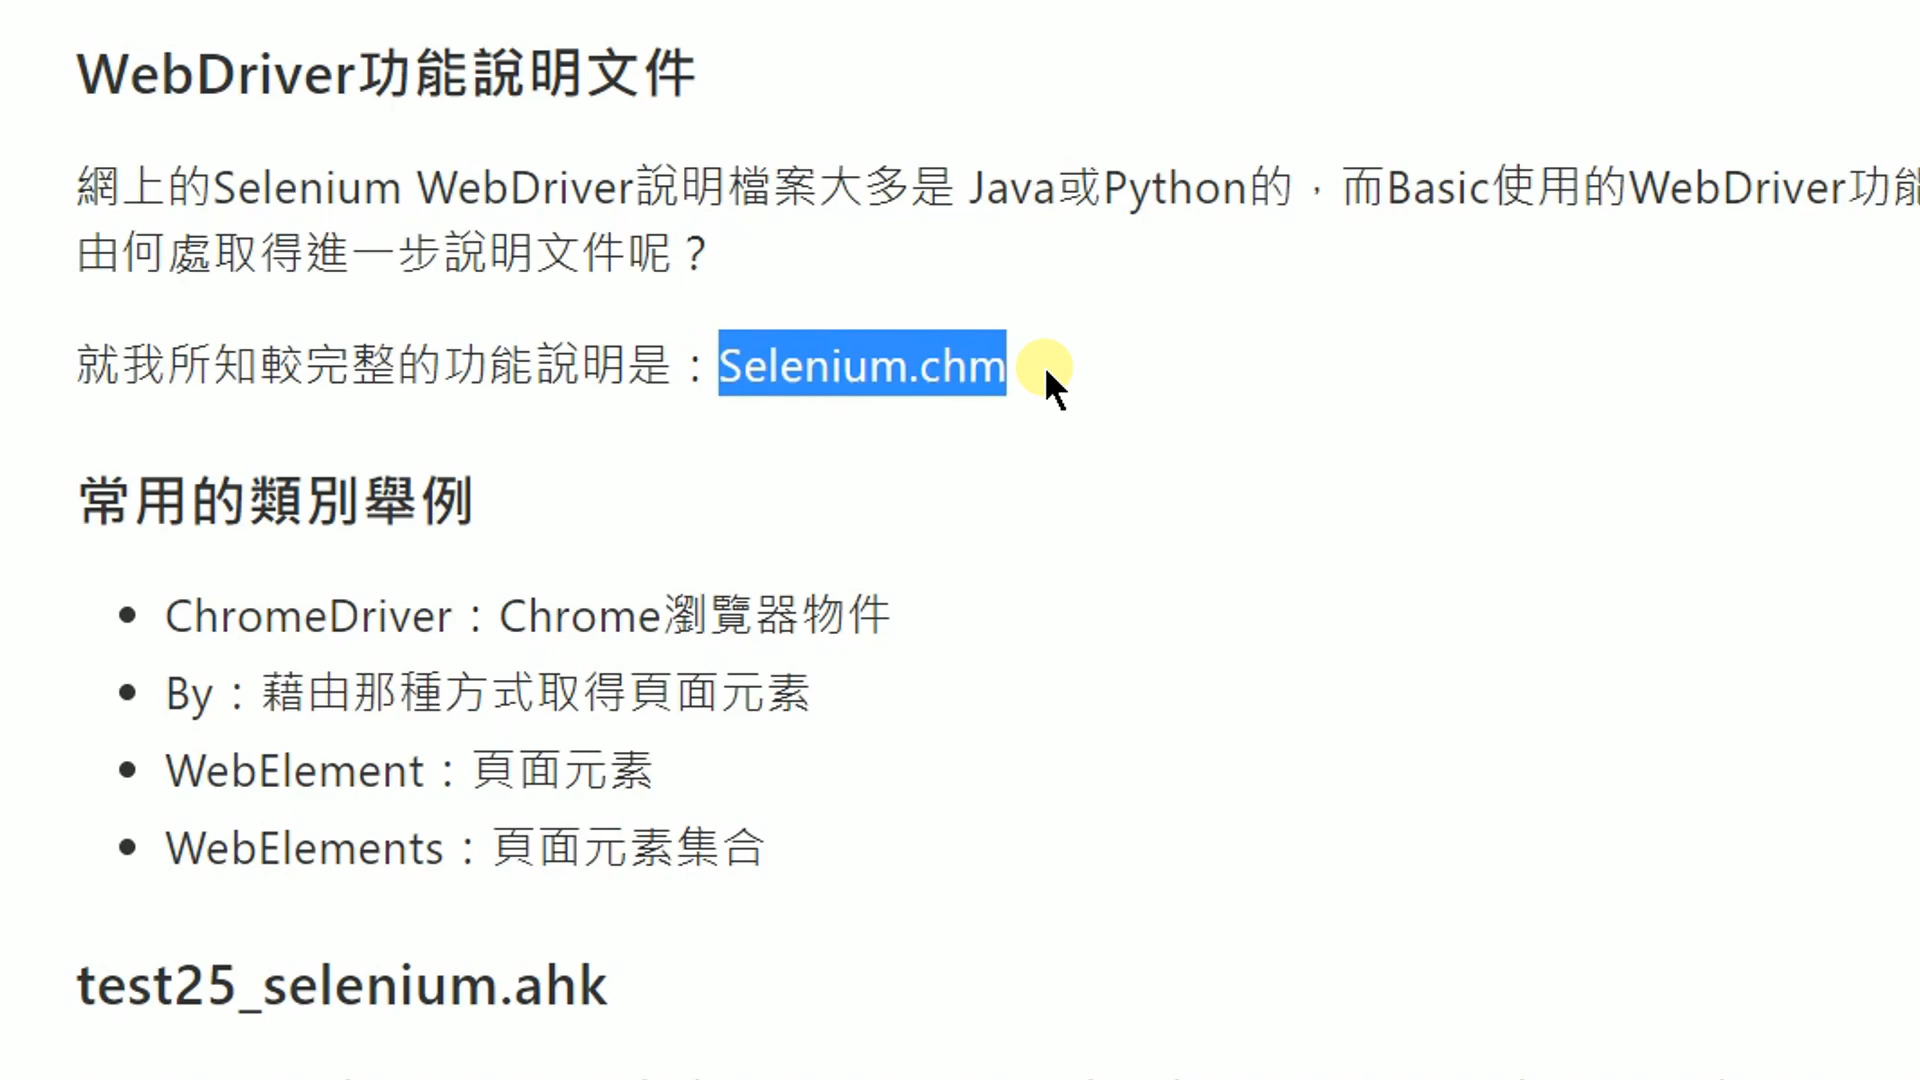 WebDriver功能說明文件
網上的Selenium WebDriver說明檔案大多是 Java或Python的，而Basic使用的WebDriver功能
由何處取得進一步說明文件呢？
就我所知較完整的功能說明是：Selenium.chm
常用的類別舉例
• ChromeDriver：Chrome瀏覽器物件
• By：藉由那種方式取得頁面元素
• WebElement：頁面元素
• WebElements：頁面元素集合
test25_selenium.ahk